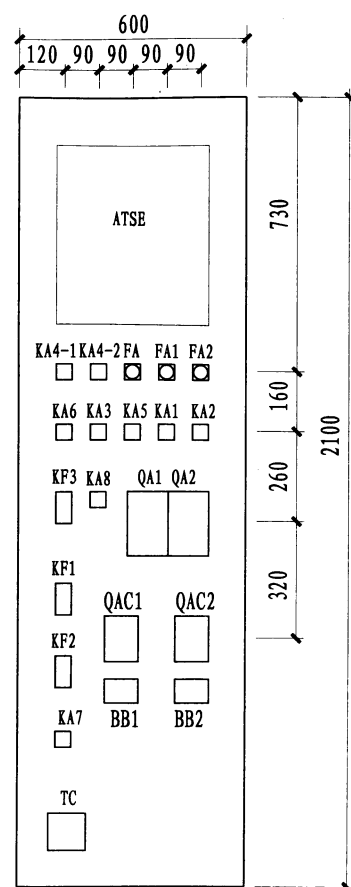 600
120 90 90 90 90
ATSE
730
KA4-1 KA4-2 FA FA1 FA2
160
KA6 KA3 KA5 KA1 KA2
2100
260
KF3 KA8 QA1 QA2
320
KF1
QAC1 QAC2
KF2
BB1 BB2
KA7
TC